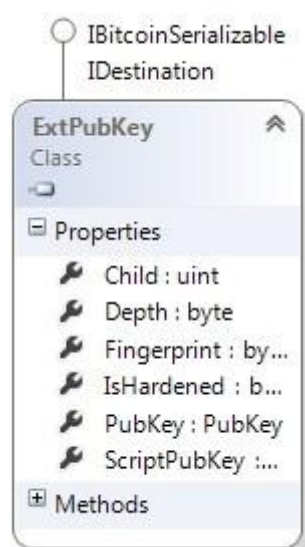 IBitcoinSerializable
IDestination
ExtPubKey
Class
Properties
Child : uint
Depth : byte
Fingerprint : by...
IsHardened : b...
PubKey : PubKey
ScriptPubKey :...
Methods